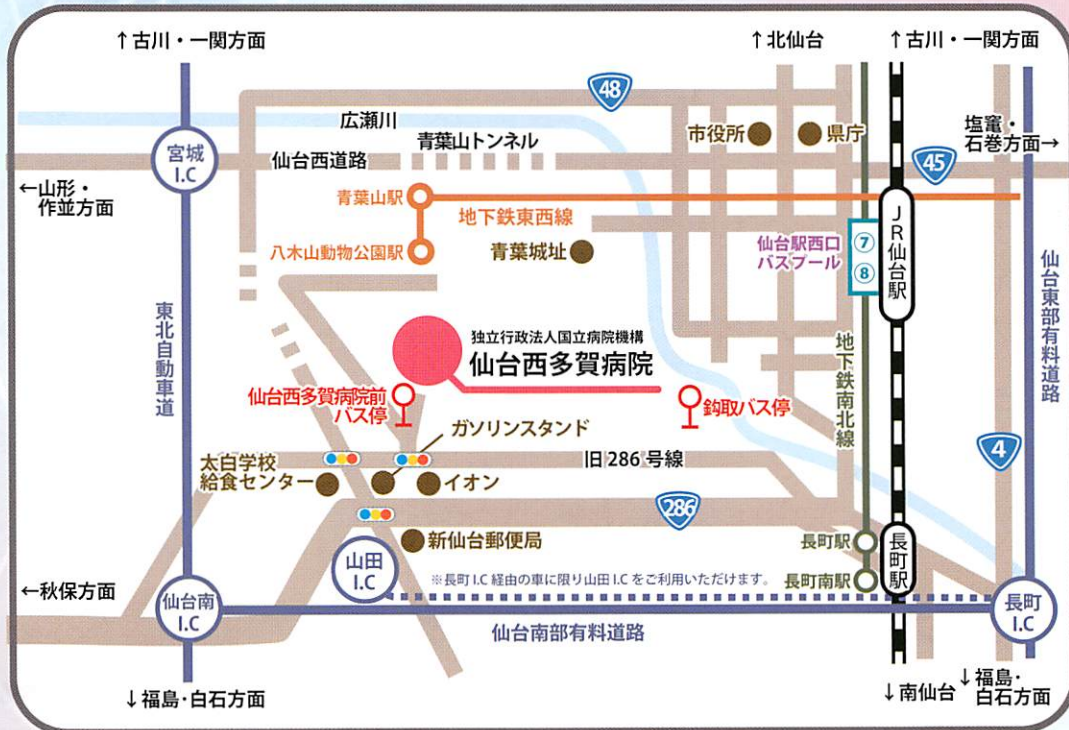 ↑古川・一関方面
↑北仙台
↑古川・一関方面
48
広瀬川
市役所
県庁
塩竈・
石巻方面→
青葉山トンネル
宮城
I.C
仙台西道路
45
←山形・
作並方面
青葉山駅
地下鉄東西線
八木山動物公園駅
青葉城址
仙台駅西口
バスプール
⑦
⑧
JR仙台駅
仙台東部有料道路
東北自動車道
独立行政法人国立病院機構
仙台西多賀病院
地下鉄南北線
仙台西多賀病院前
バス停
鈎取バス停
ガソリンスタンド
旧286号線
4
太白学校
給食センター
イオン
286
新仙台郵便局
長町駅
長町駅
山田
I.C
※長町I.C経由の車に限り山田I.Cをご利用いただけます。
長町南駅
←秋保方面
仙台南
I.C
長町
I.C
仙台南部有料道路
↓福島・白石方面
↓南仙台
↓福島・
白石方面